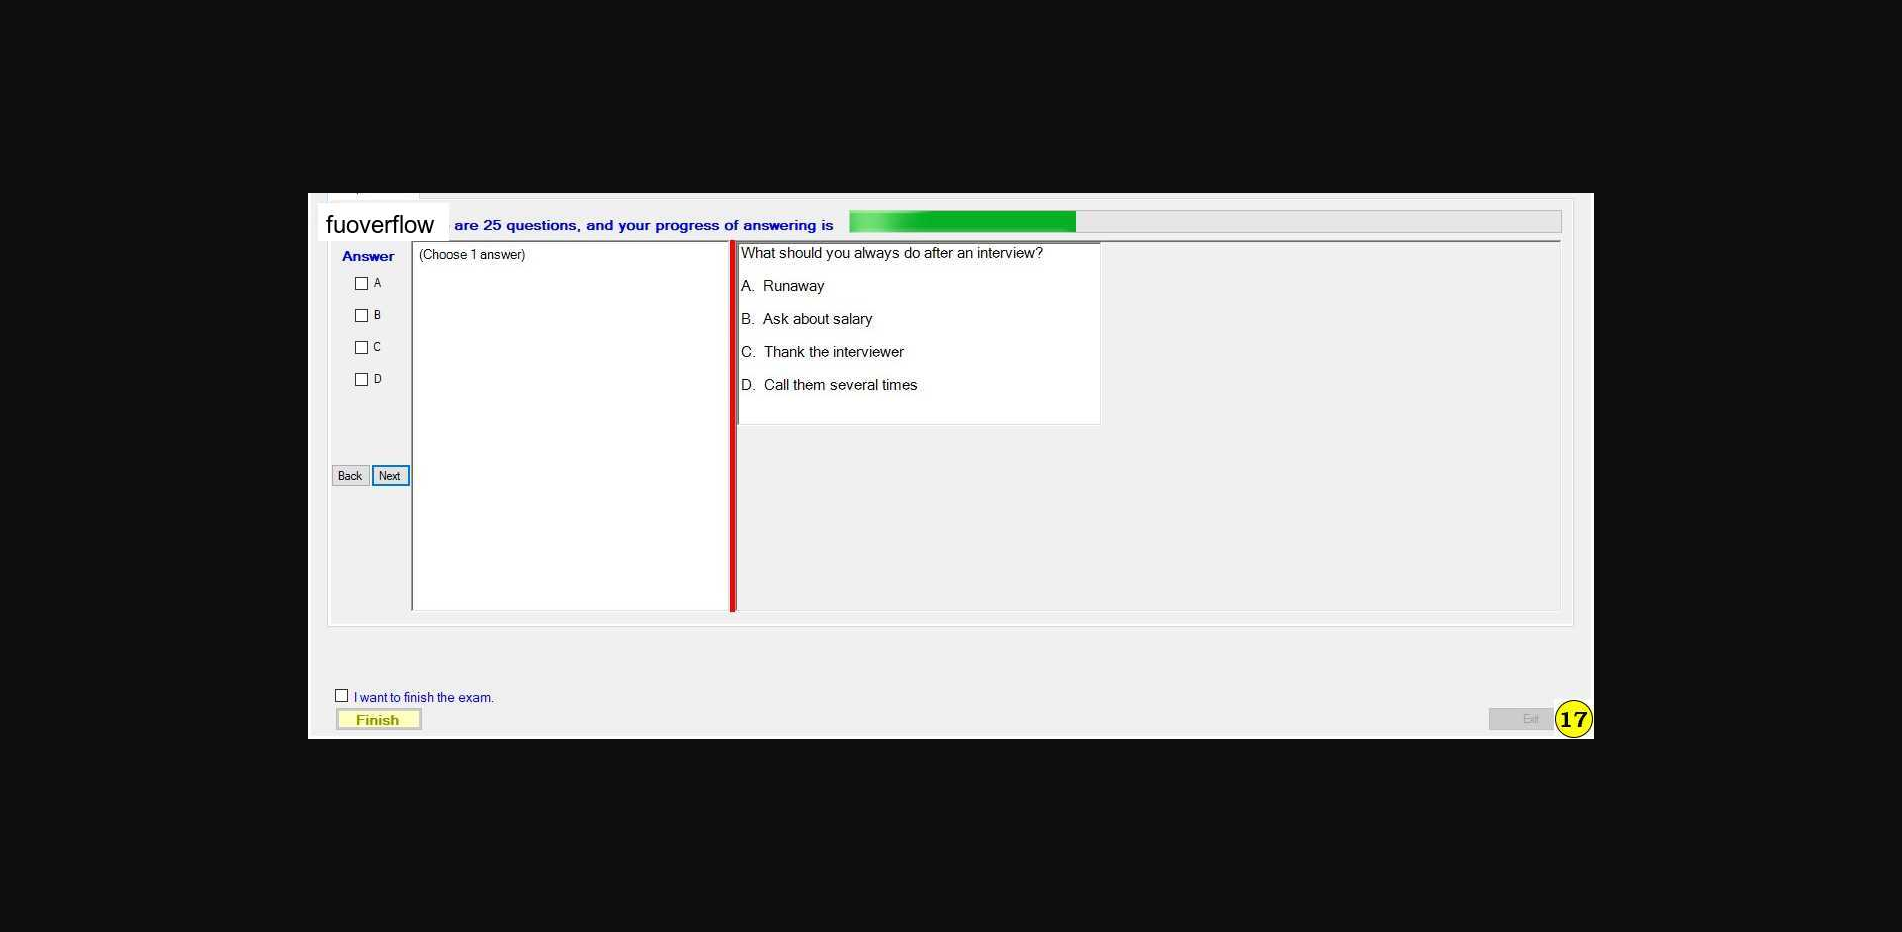 fuoverflow are 25 questions, and your progress of answering is
Answer
(Choose 1 answer)
A
B
C
D
Back Next
What should you always do after an interview?
A. Runaway
B. Ask about salary
C. Thank the interviewer
D. Call them several times
I want to finish the exam.
Finish
Exit
17